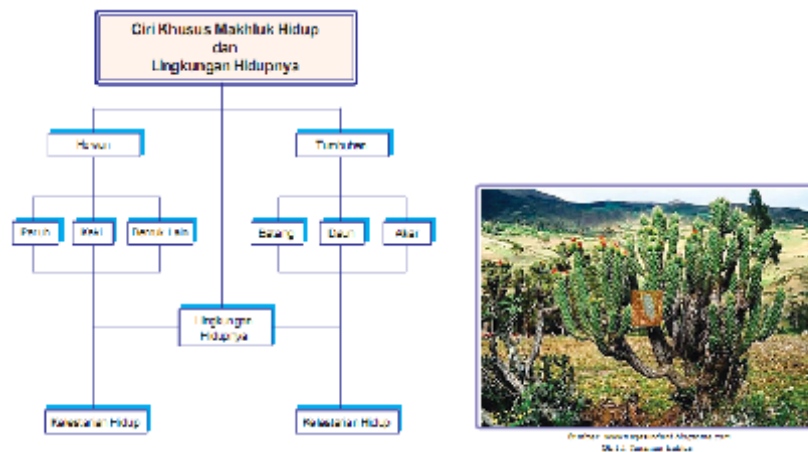 Ciri Khusus Makhluk Hidup
dan
Lingkungan Hidupnya
Hewan
Tumbuhan
Paruh
Kaki
Bentuk Lain
Batang
Daun
Akar
Lingkungan
Hidupnya
Kelestarian Hidup
Kelestarian Hidup